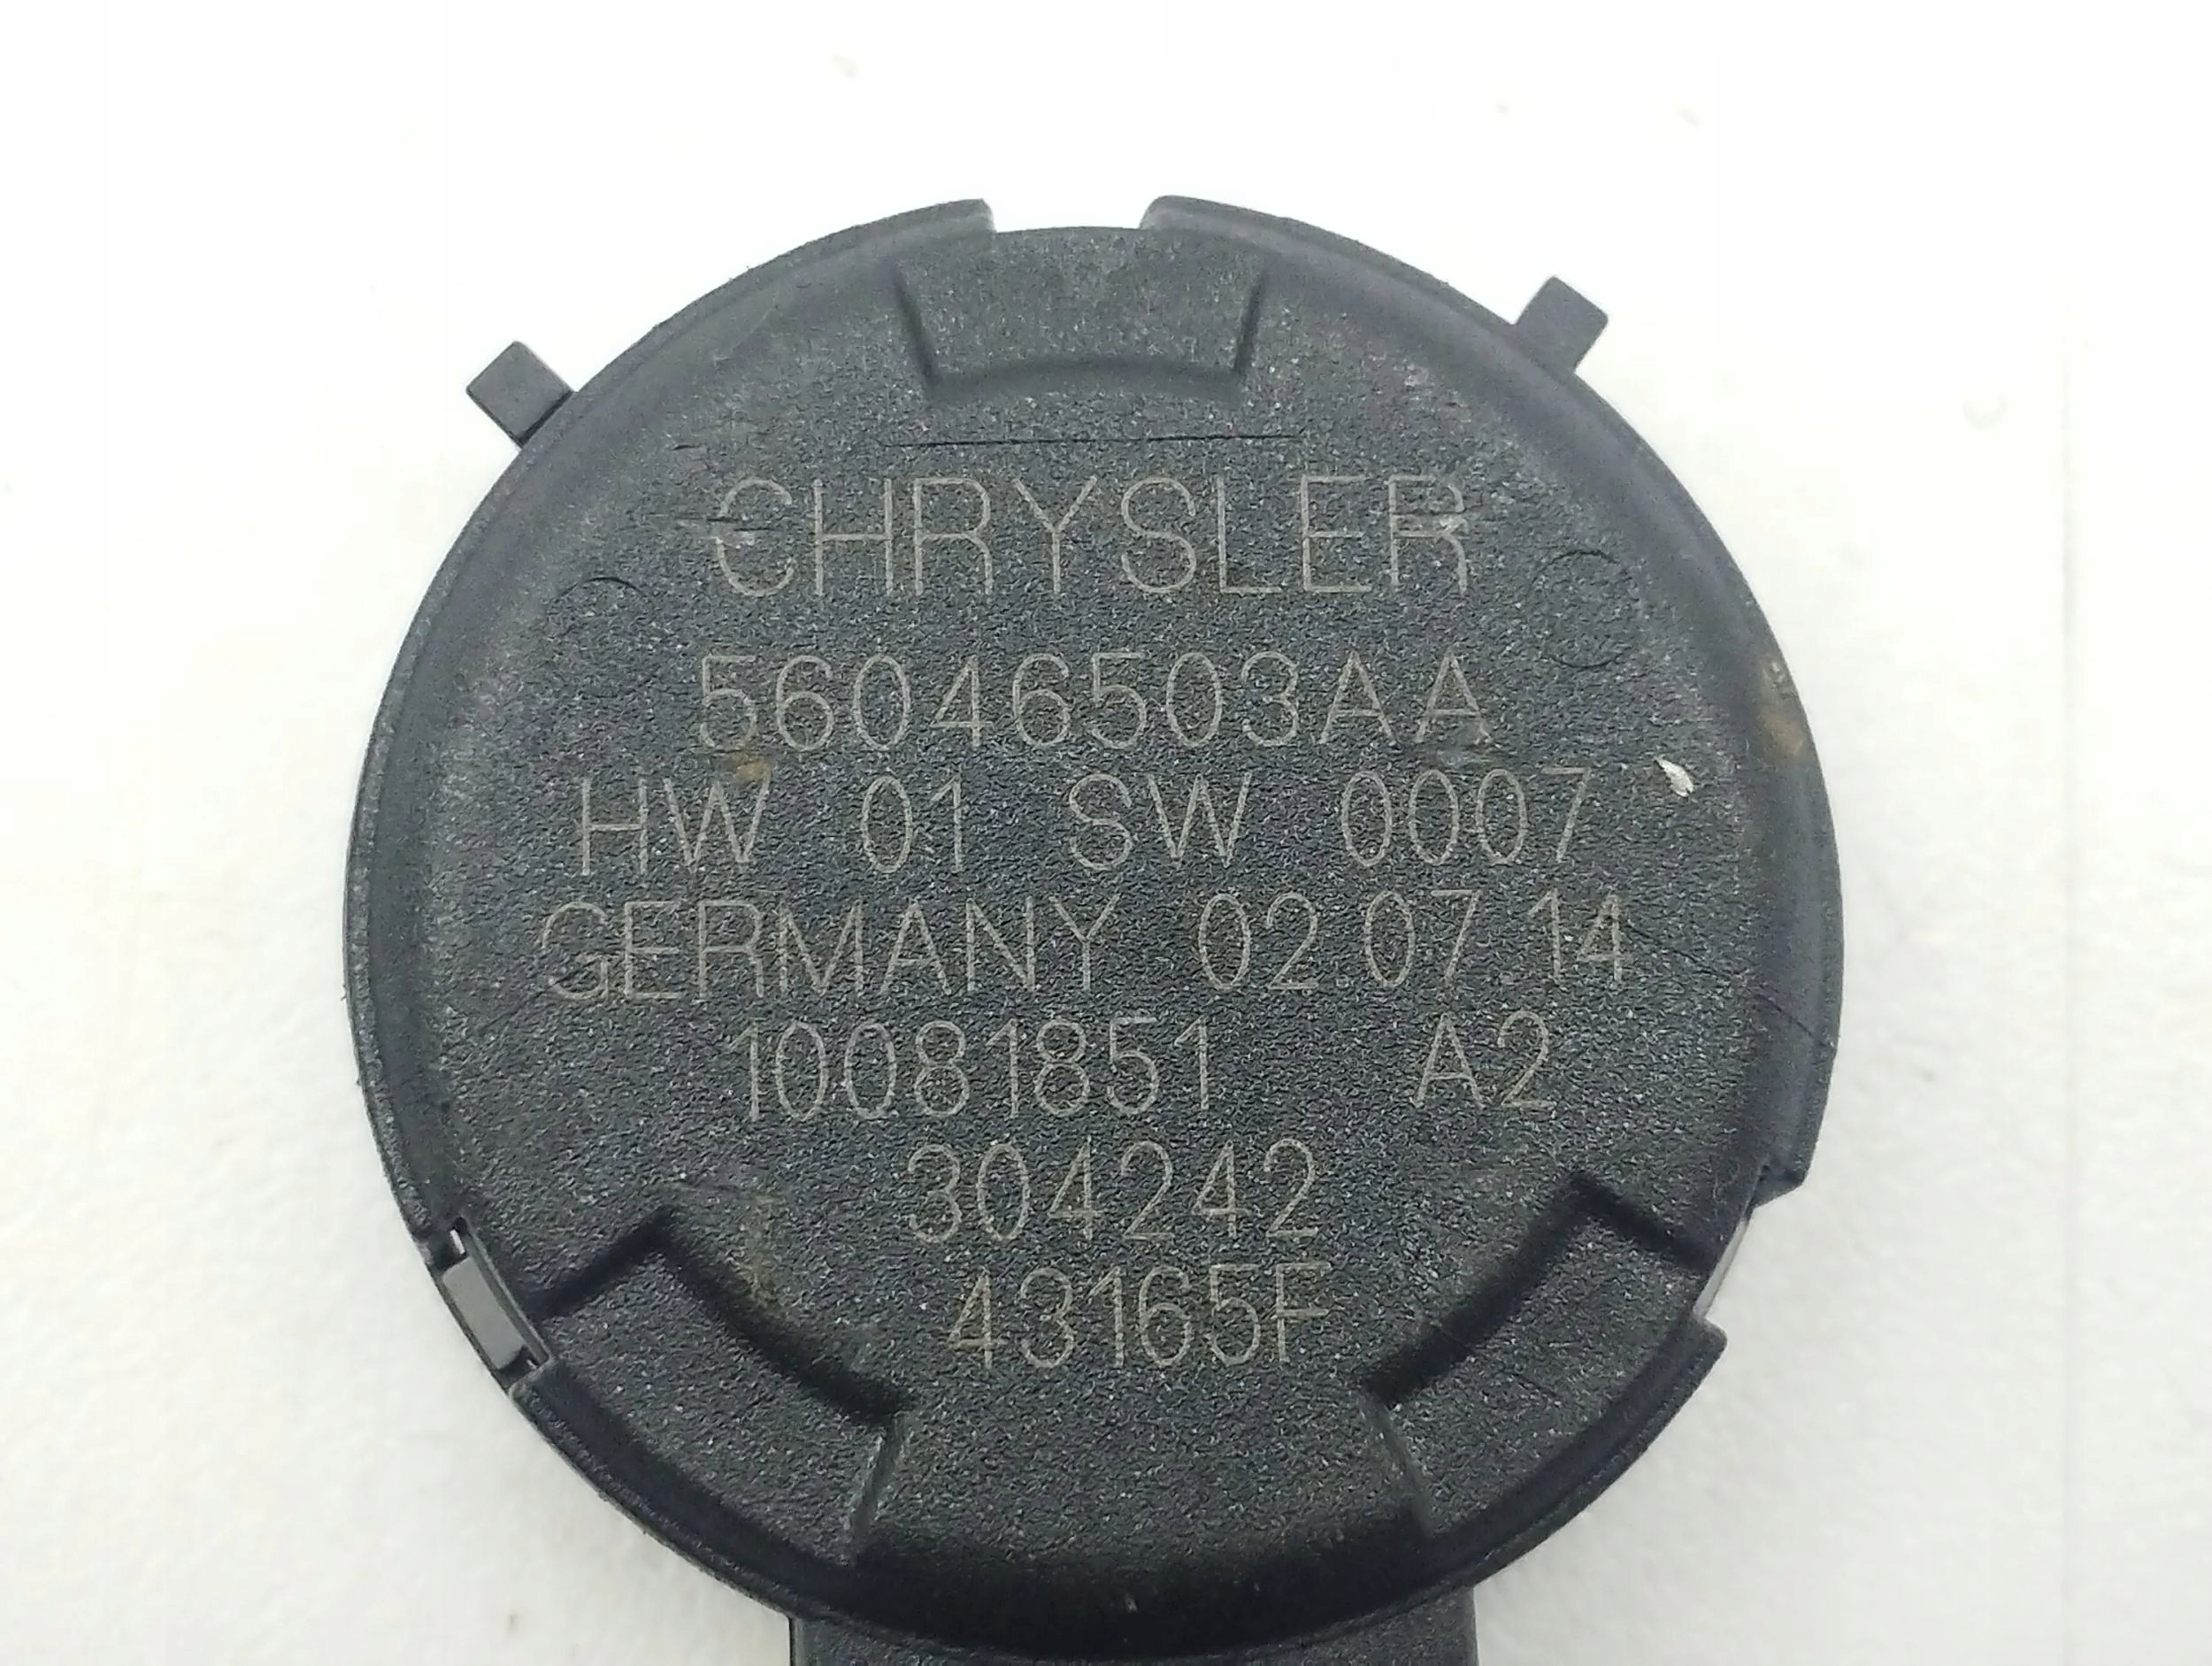 CHRYSLER
56046503AA
HW 01 SW 0007
GERMANY 02.07.14
10081851 A2
304242
43165F